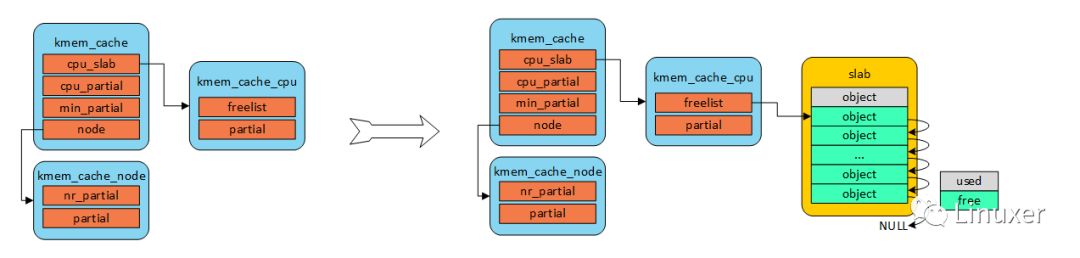 kmem_cache
cpu_slab
cpu_partial
min_partial
node
kmem_cache_cpu
freelist
partial
kmem_cache_node
nr_partial
partial
kmem_cache
cpu_slab
cpu_partial
min_partial
node
kmem_cache_cpu
freelist
partial
kmem_cache_node
nr_partial
partial
slab
object
object
object
...
object
object
NULL
used
free
Linuxer